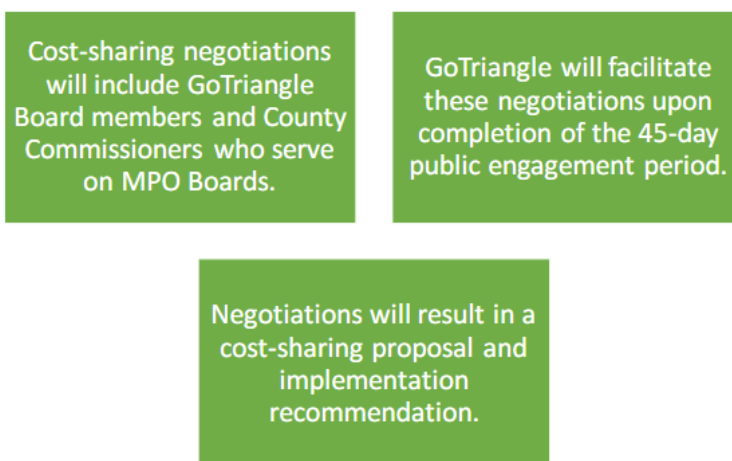 Cost-sharing negotiations
will include GoTriangle
Board members and County
Commissioners who serve
on MPO Boards.
GoTriangle will facilitate
these negotiations upon
completion of the 45-day
public engagement period.
Negotiations will result in a
cost-sharing proposal and
implementation
recommendation.